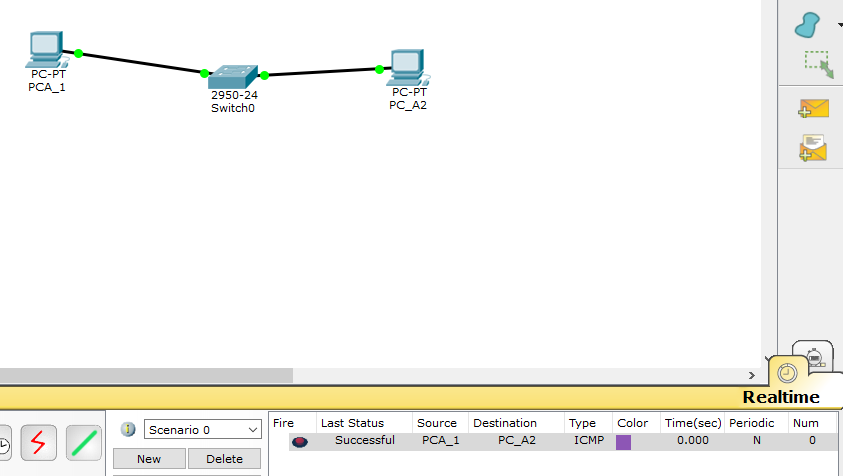 PC-PT
PCA_1
2950-24
Switch0
PC-PT
PC_A2
Realtime
Scenario 0
New Delete
Fire Last Status Source Destination Type Color Time(sec) Periodic Num
Successful PCA_1 PC_A2 ICMP 0.000 N 0